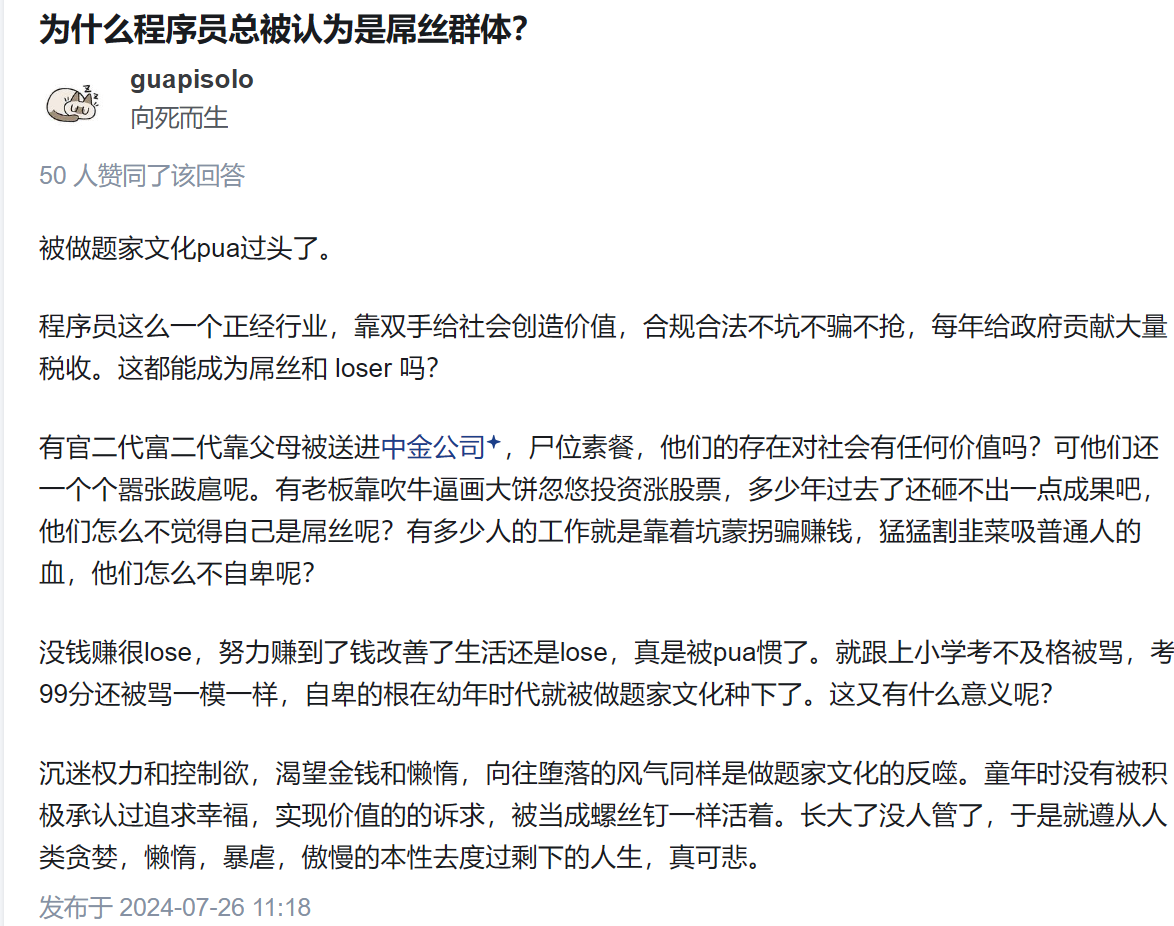 为什么程序员总被认为是屌丝群体？
guapisolo
向死而生
50 人赞同了该回答
被做题家文化pua过头了。
程序员这么一个正经行业，靠双手给社会创造价值，合规合法不坑不骗不抢，每年给政府贡献大量
税收。这都能成为屌丝和 loser 吗？
有官二代富二代靠父母被送进中金公司，尸位素餐，他们的存在对社会有任何价值吗？可他们还
一个个嚣张跋扈呢。有老板靠吹牛逼画大饼忽悠投资涨股票，多少年过去了还砸不出一点成果吧，
他们怎么不觉得自己是屌丝呢？有多少人的工作就是靠着坑蒙拐骗赚钱，猛猛割韭菜吸普通人的
血，他们怎么不自卑呢？
没钱赚很lose，努力赚到了钱改善了生活还是lose，真是被pua惯了。就跟上小学考不及格被骂，考
99分还被骂一模一样，自卑的根在幼年时代就被做题家文化种下了。这又有什么意义呢？
沉迷权力和控制欲，渴望金钱和懒惰，向往堕落的风气同样是做题家文化的反噬。童年时没有被积
极承认过追求幸福，实现价值的的诉求，被当成螺丝钉一样活着。长大了没人管了，于是就遵从人
类贪婪，懒惰，暴虐，傲慢的本性去度过剩下的人生，真可悲。
发布于 2024-07-26 11:18